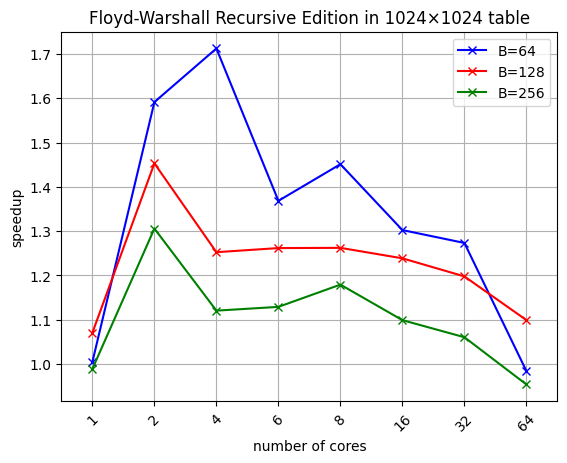 Floyd-Warshall Recursive Edition in 1024×1024 table
B=64
B=128
B=256
speedup
1.7
1.6
1.5
1.4
1.3
1.2
1.1
1.0
1
2
4
6
8
16
32
64
number of cores